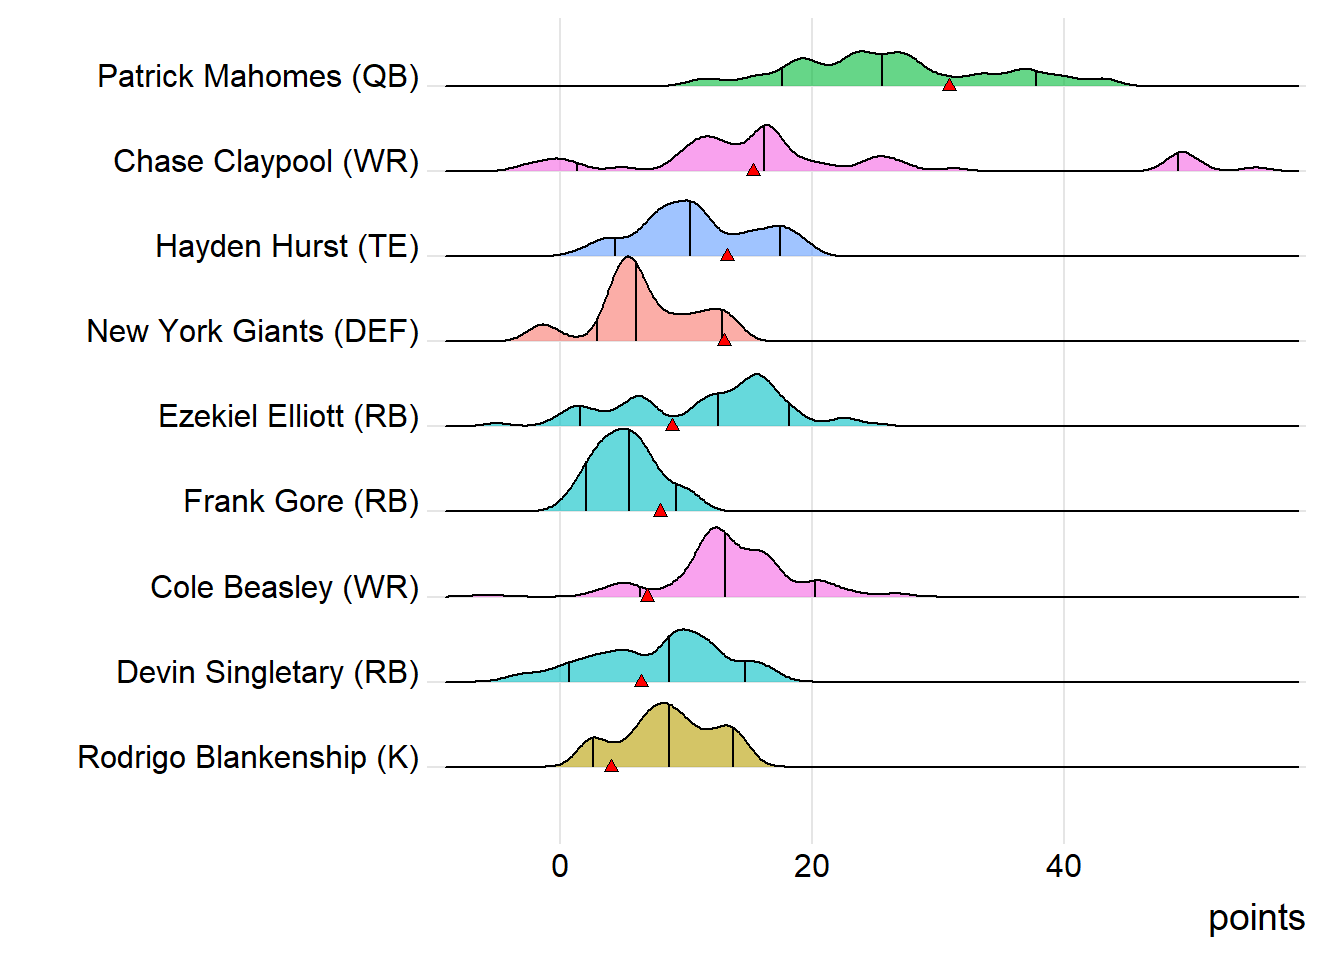 Patrick Mahomes (QB)
Chase Claypool (WR)
Hayden Hurst (TE)
New York Giants (DEF)
Ezekiel Elliott (RB)
Frank Gore (RB)
Cole Beasley (WR)
Devin Singletary (RB)
Rodrigo Blankenship (K)
0 20 40
points